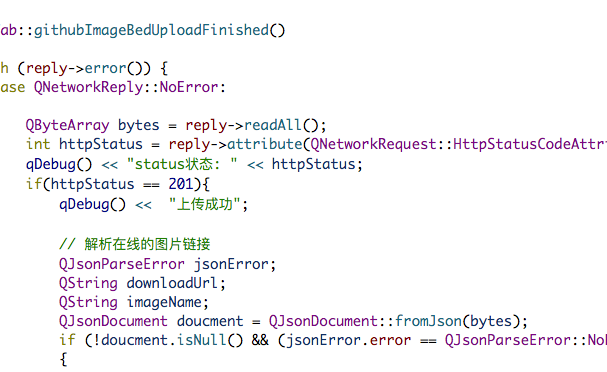 ab::githubImageBedUploadFinished()
h (reply->error()) {
ase QNetworkReply::NoError:
QByteArray bytes = reply->readAll();
int httpStatus = reply->attribute(QNetworkRequest::HttpStatusCodeAttr
qDebug() << "status状态: " << httpStatus;
if(httpStatus == 201){
qDebug() <<  "上传成功";
// 解析在线的图片链接
QJsonParseError jsonError;
QString downloadUrl;
QString imageName;
QJsonDocument doucment = QJsonDocument::fromJson(bytes);
if (!doucment.isNull() && (jsonError.error == QJsonParseError::NoE
{